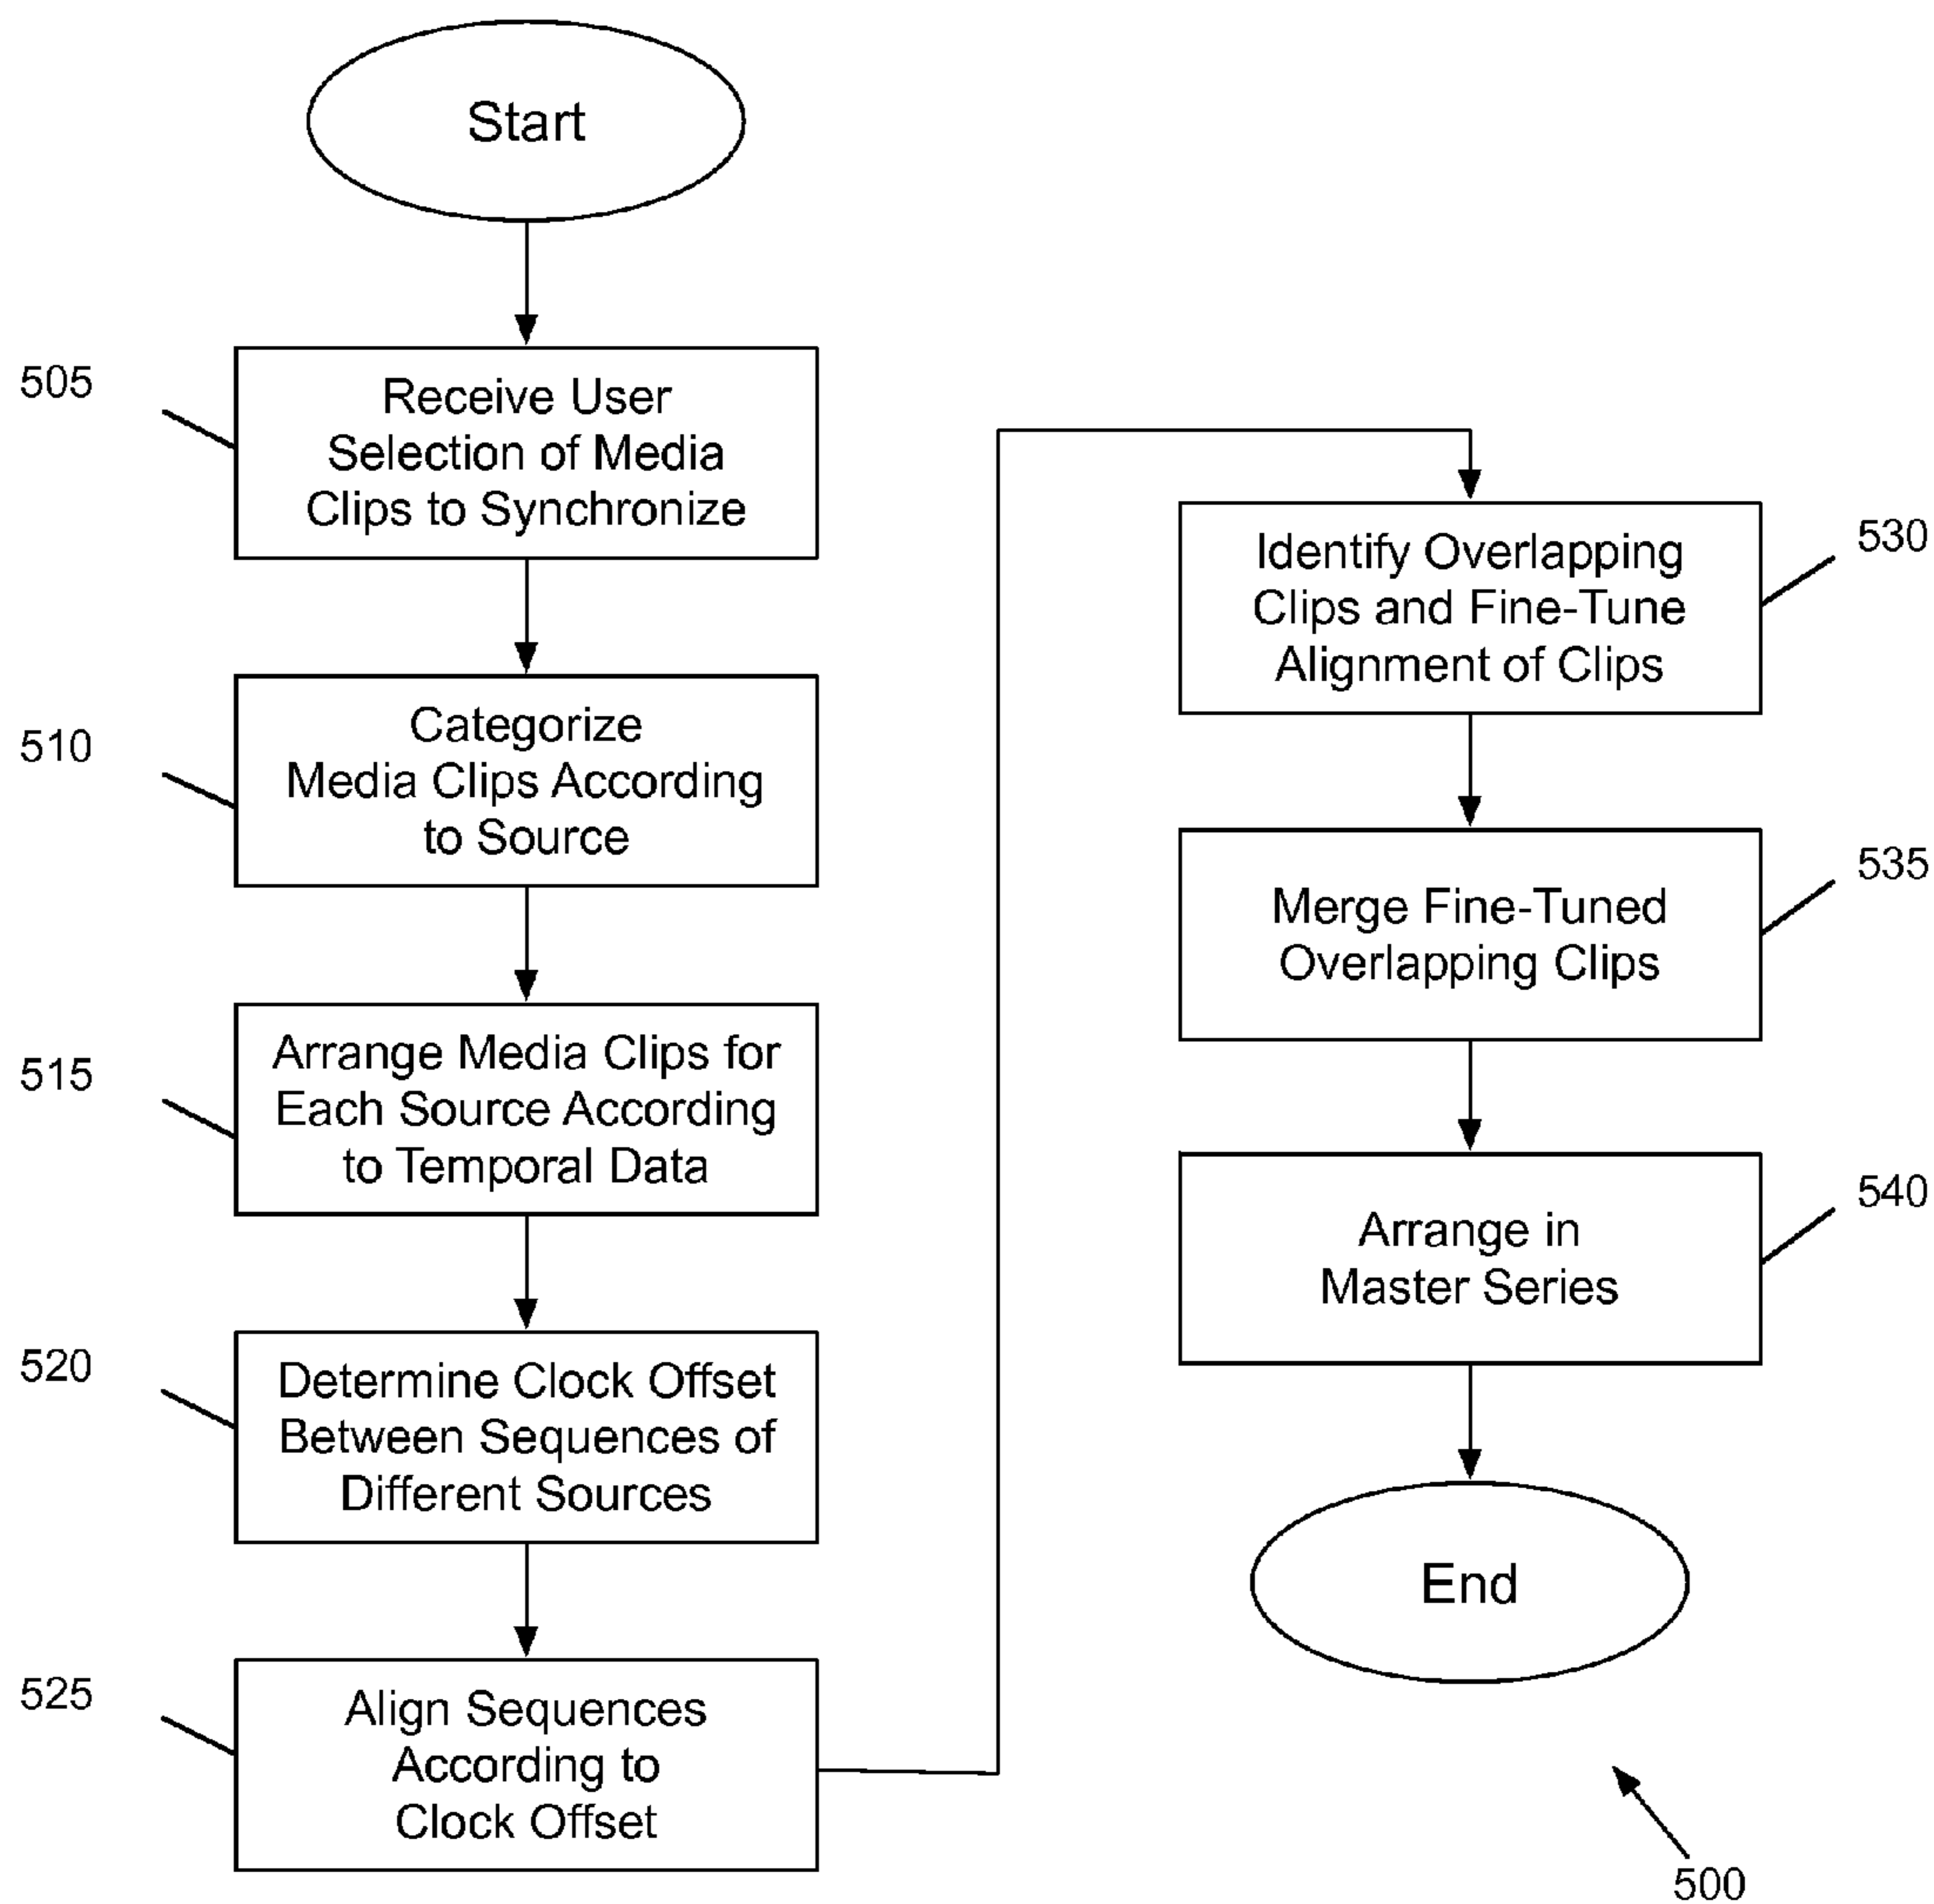 Start
505
Receive User
Selection of Media
Clips to Synchronize
510
Categorize
Media Clips According
to Source
515
Arrange Media Clips for
Each Source According
to Temporal Data
520
Determine Clock Offset
Between Sequences of
Different Sources
525
Align Sequences
According to
Clock Offset
530
Identify Overlapping
Clips and Fine-Tune
Alignment of Clips
535
Merge Fine-Tuned
Overlapping Clips
540
Arrange in
Master Series
End
500